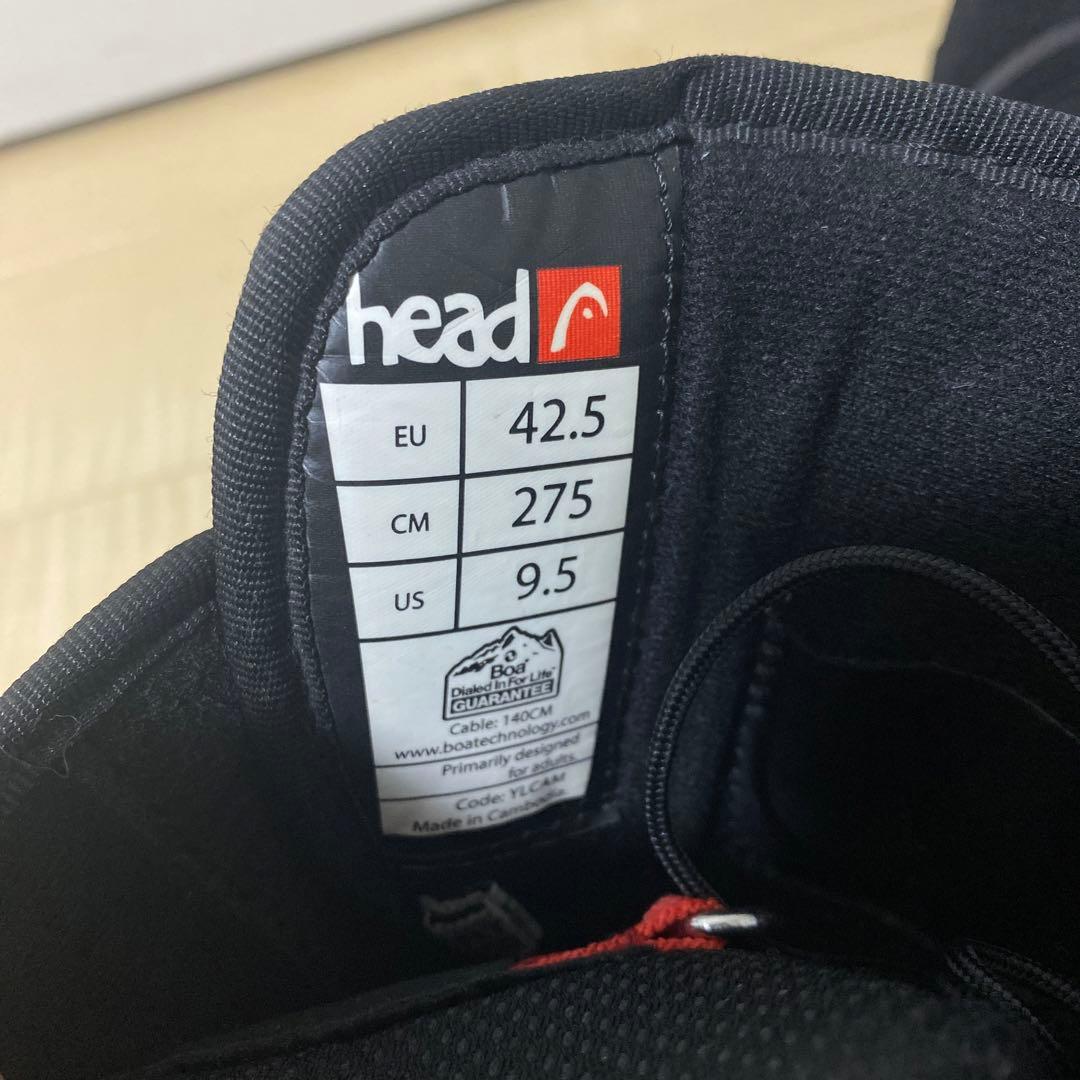 head
EU 42.5
CM 275
US 9.5
Boa®
Dialed In For Life™
GUARANTEE
Cable: 140CM
www.boatechnology.com
Primarily designed
for adults.
Code: YLCAM
Made in Cambodia.